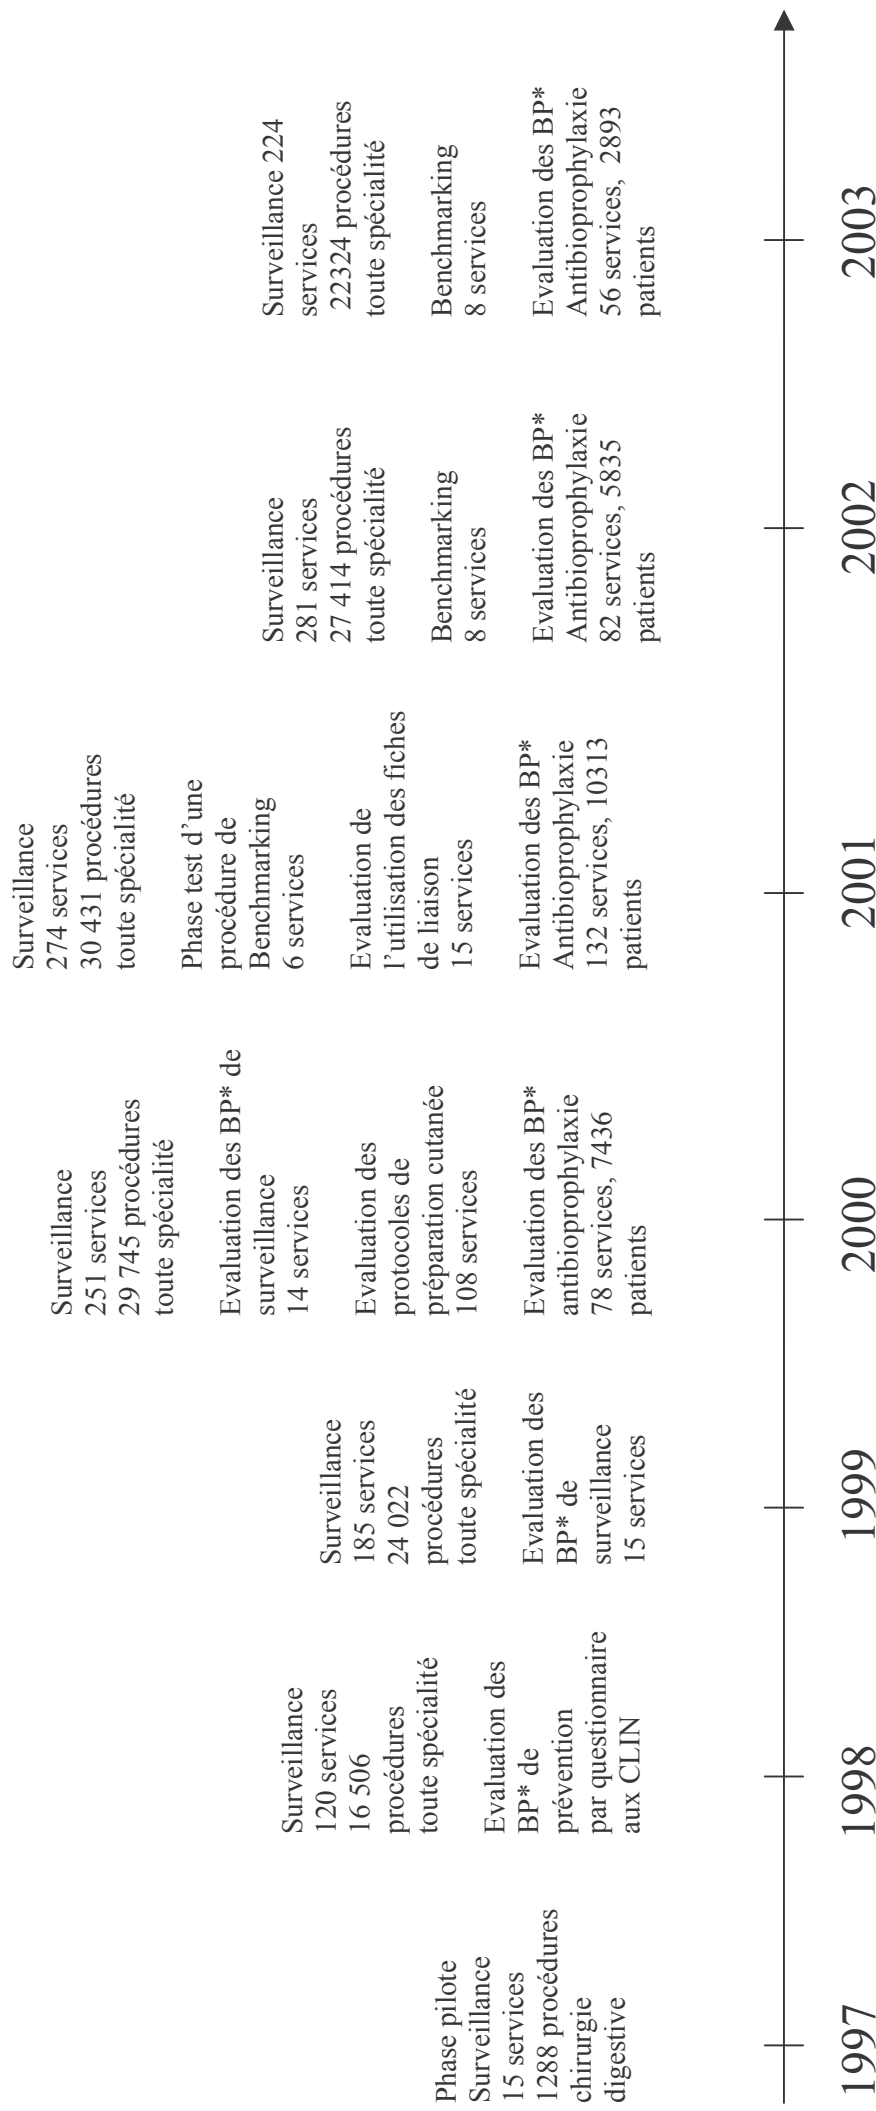 Phase pilote
Surveillance
15 services
1288 procédures
chirurgie
digestive
1997
Surveillance
120 services
16 506
procédures
toute spécialité
Evaluation des
BP* de
prévention
par questionnaire
aux CLIN
1998
Surveillance
185 services
24 022
procédures
toute spécialité
Evaluation des
BP* de
surveillance
15 services
1999
Surveillance
251 services
29 745 procédures
toute spécialité
Evaluation des BP* de
surveillance
14 services
Evaluation des
protocoles de
préparation cutanée
108 services
Evaluation des BP*
antibioprophylaxie
78 services, 7436
patients
2000
Surveillance
274 services
30 431 procédures
toute spécialité
Phase test d’une
procédure de
Benchmarking
6 services
Evaluation de
l’utilisation des fiches
de liaison
15 services
Evaluation des BP*
Antibioprophylaxie
132 services, 10313
patients
2001
Surveillance
281 services
27 414 procédures
toute spécialité
Benchmarking
8 services
Evaluation des BP*
Antibioprophylaxie
82 services, 5835
patients
2002
Surveillance 224
services
22324 procédures
toute spécialité
Benchmarking
8 services
Evaluation des BP*
Antibioprophylaxie
56 services, 2893
patients
2003